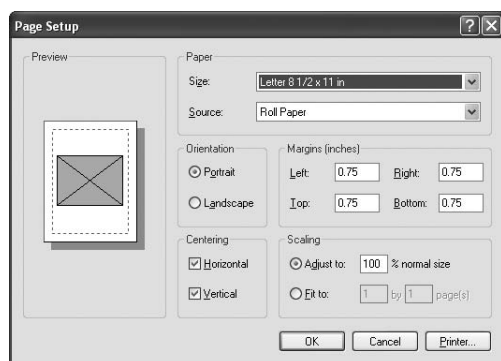 Page Setup
Preview
Paper
Size: Letter 8 1/2 x 11 in
Source: Roll Paper
Orientation
Portrait
Landscape
Margins (inches)
Left: 0.75 Right: 0.75
Top: 0.75 Bottom: 0.75
Centering
Horizontal
Vertical
Scaling
Adjust to: 100 % normal size
Fit to: 1 by 1 page(s)
OK Cancel Printer...